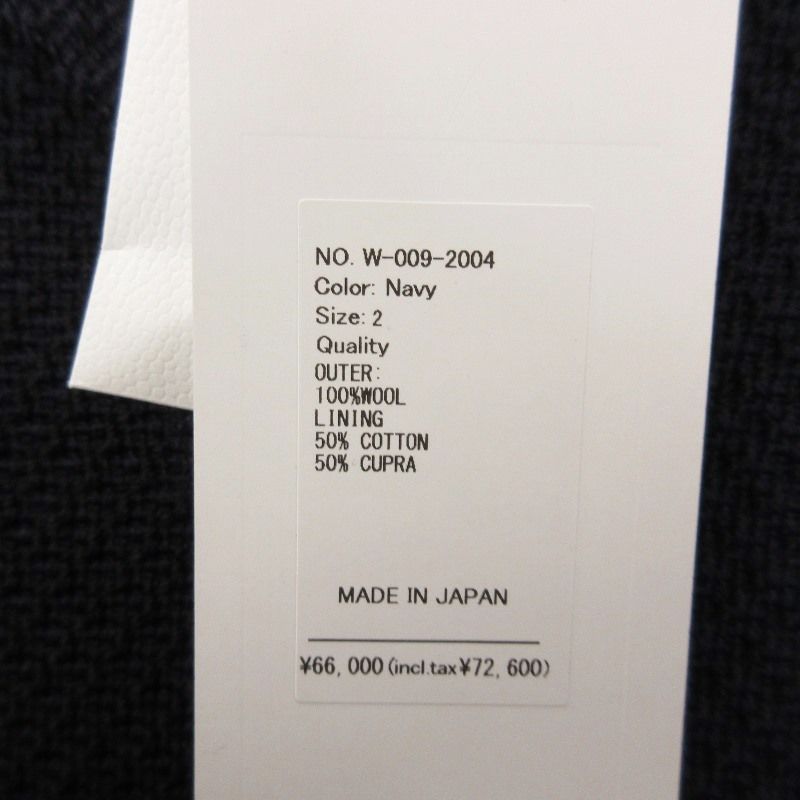 NO. W-009-2004
Color: Navy
Size: 2
Quality
OUTER:
100%WOOL
LINING
50% COTTON
50% CUPRA
MADE IN JAPAN
¥66,000(incl.tax¥72,600)